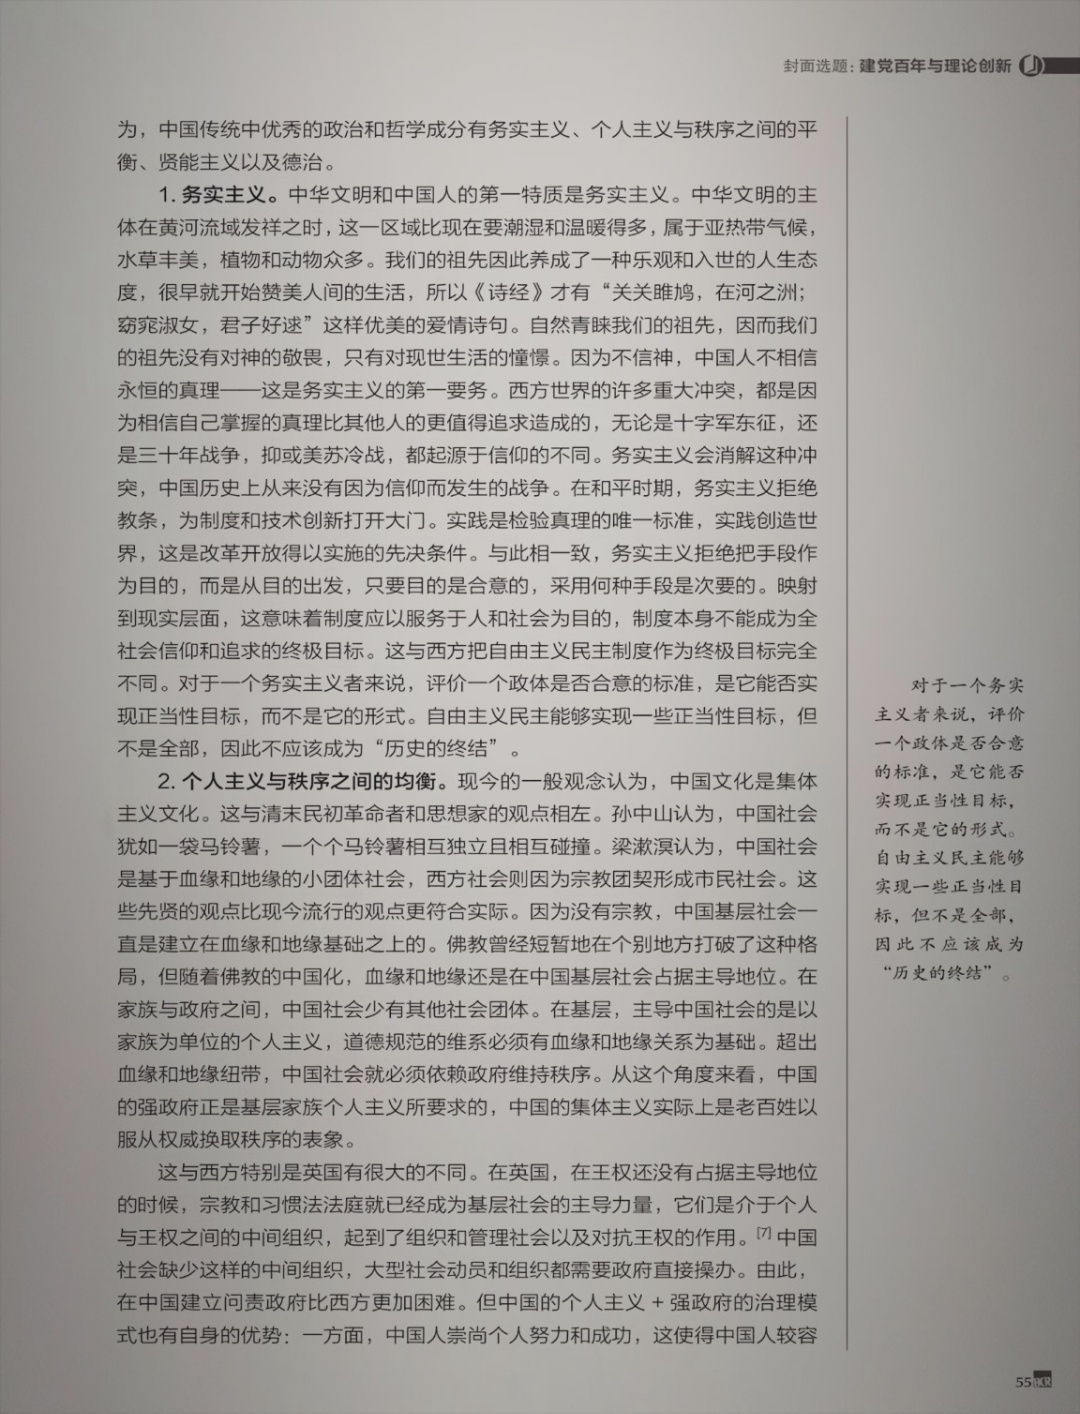 封面选题：建党百年与理论创新
为，中国传统中优秀的政治和哲学成分有务实主义、个人主义与秩序之间的平
衡、贤能主义以及德治。
1. 务实主义。中华文明和中国人的第一特质是务实主义。中华文明的主
体在黄河流域发祥之时，这一区域比现在要潮湿和温暖得多，属于亚热带气候，
水草丰美，植物和动物众多。我们的祖先因此养成了一种乐观和入世的人生态
度，很早就开始赞美人间的生活，所以《诗经》才有“关关雎鸠，在河之洲；
窈窕淑女，君子好逑”这样优美的爱情诗句。自然青睐我们的祖先，因而我们
的祖先没有对神的敬畏，只有对现世生活的憧憬。因为不信神，中国人不相信
永恒的真理——这是务实主义的第一要务。西方世界的许多重大冲突，都是因
为相信自己掌握的真理比其他人的更值得追求造成的，无论是十字军东征，还
是三十年战争，抑或美苏冷战，都起源于信仰的不同。务实主义会消解这种冲
突，中国历史上从来没有因为信仰而发生的战争。在和平时期，务实主义拒绝
教条，为制度和技术创新打开大门。实践是检验真理的唯一标准，实践创造世
界，这是改革开放得以实施的先决条件。与此相一致，务实主义拒绝把手段作
为目的，而是从目的出发，只要目的是合意的，采用何种手段是次要的。映射
到现实层面，这意味着制度应以服务于人和社会为目的，制度本身不能成为全
社会信仰和追求的终极目标。这与西方把自由主义民主制度作为终极目标完全
不同。对于一个务实主义者来说，评价一个政体是否合意的标准，是它能否实
现正当性目标，而不是它的形式。自由主义民主能够实现一些正当性目标，但
不是全部，因此不应该成为“历史的终结”。
2. 个人主义与秩序之间的均衡。现今的一般观念认为，中国文化是集体
主义文化。这与清末民初革命者和思想家的观点相左。孙中山认为，中国社会
犹如一袋马铃薯，一个个马铃薯相互独立且相互碰撞。梁漱溟认为，中国社会
是基于血缘和地缘的小团体社会，西方社会则因为宗教团契形成市民社会。这
些先贤的观点比现今流行的观点更符合实际。因为没有宗教，中国基层社会一
直是建立在血缘和地缘基础之上的。佛教曾经短暂地在个别地方打破了这种格
局，但随着佛教的中国化，血缘和地缘还是在中国基层社会占据主导地位。在
家族与政府之间，中国社会少有其他社会团体。在基层，主导中国社会的是以
家族为单位的个人主义，道德规范的维系必须有血缘和地缘关系为基础。超出
血缘和地缘纽带，中国社会就必须依赖政府维持秩序。从这个角度来看，中国
的强政府正是基层家族个人主义所要求的，中国的集体主义实际上是老百姓以
服从权威换取秩序的表象。
这与西方特别是英国有很大的不同。在英国，在王权还没有占据主导地位
的时候，宗教和习惯法法庭就已经成为基层社会的主导力量，它们是介于个人
与王权之间的中间组织，起到了组织和管理社会以及对抗王权的作用。[7] 中国
社会缺少这样的中间组织，大型社会动员和组织都需要政府直接操办。由此，
在中国建立问责政府比西方更加困难。但中国的个人主义 + 强政府的治理模
式也有自身的优势：一方面，中国人崇尚个人努力和成功，这使得中国人较容
对于一个务实
主义者来说，评价
一个政体是否合意
的标准，是它能否
实现正当性目标，
而不是它的形式。
自由主义民主能够
实现一些正当性目
标，但不是全部，
因此不应该成为
“历史的终结”。
55